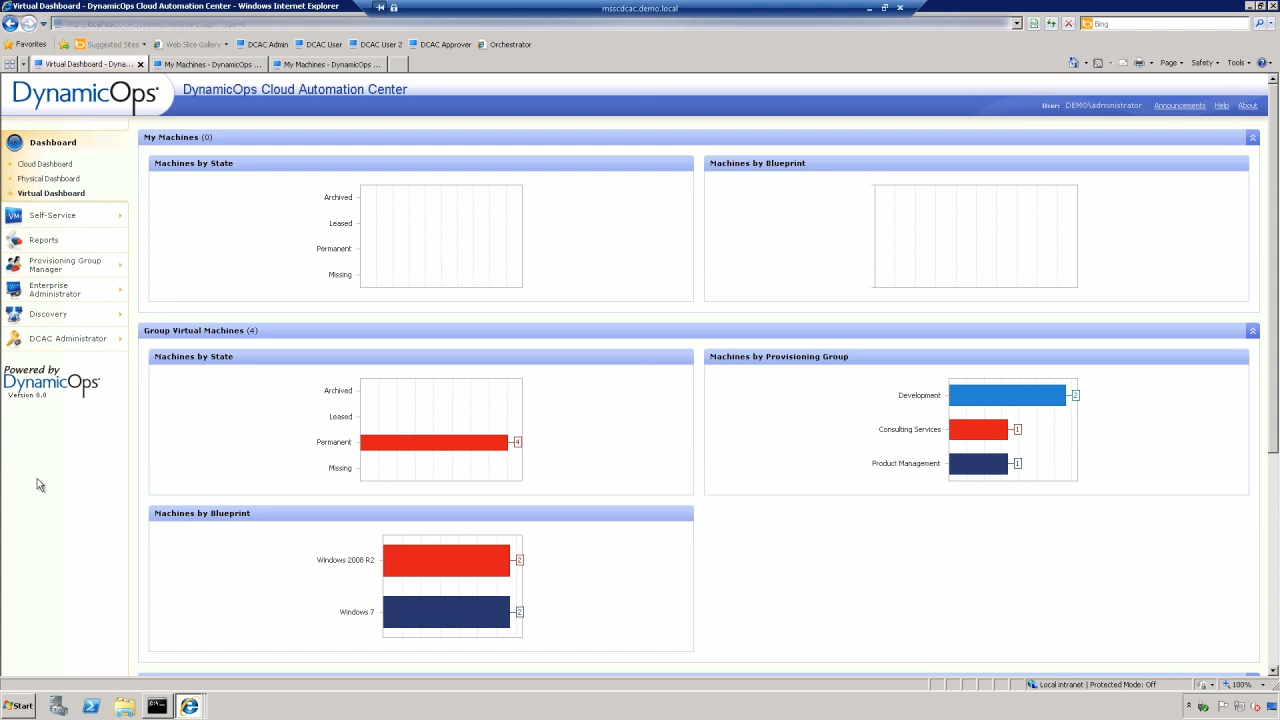 Virtual Dashboard - DynamicOps Cloud Automation Center - Windows Internet Explorer
msscdcac.demo.local
Bing
Favorites
Suggested Sites
Web Slice Gallery
DCAC Admin
DCAC User
DCAC User 2
DCAC Approver
Orchestrator
Virtual Dashboard - Dyna...
My Machines - DynamicOps ...
My Machines - DynamicOps ...
Page
Safety
Tools
DynamicOps
DynamicOps Cloud Automation Center
User: DEMO\administrator
Announcements
Help
About
Dashboard
Cloud Dashboard
Physical Dashboard
Virtual Dashboard
Self-Service
Reports
Provisioning Group
Manager
Enterprise
Administrator
Discovery
DCAC Administrator
Powered by
DynamicOps
Version 0.0
My Machines (0)
Machines by State
Archived
Leased
Permanent
Missing
Machines by Blueprint
Group Virtual Machines (4)
Machines by State
Archived
Leased
Permanent
4
Missing
Machines by Provisioning Group
Development
2
Consulting Services
1
Product Management
1
Machines by Blueprint
Windows 2008 R2
2
Windows 7
2
Local intranet | Protected Mode: Off
100%
Start